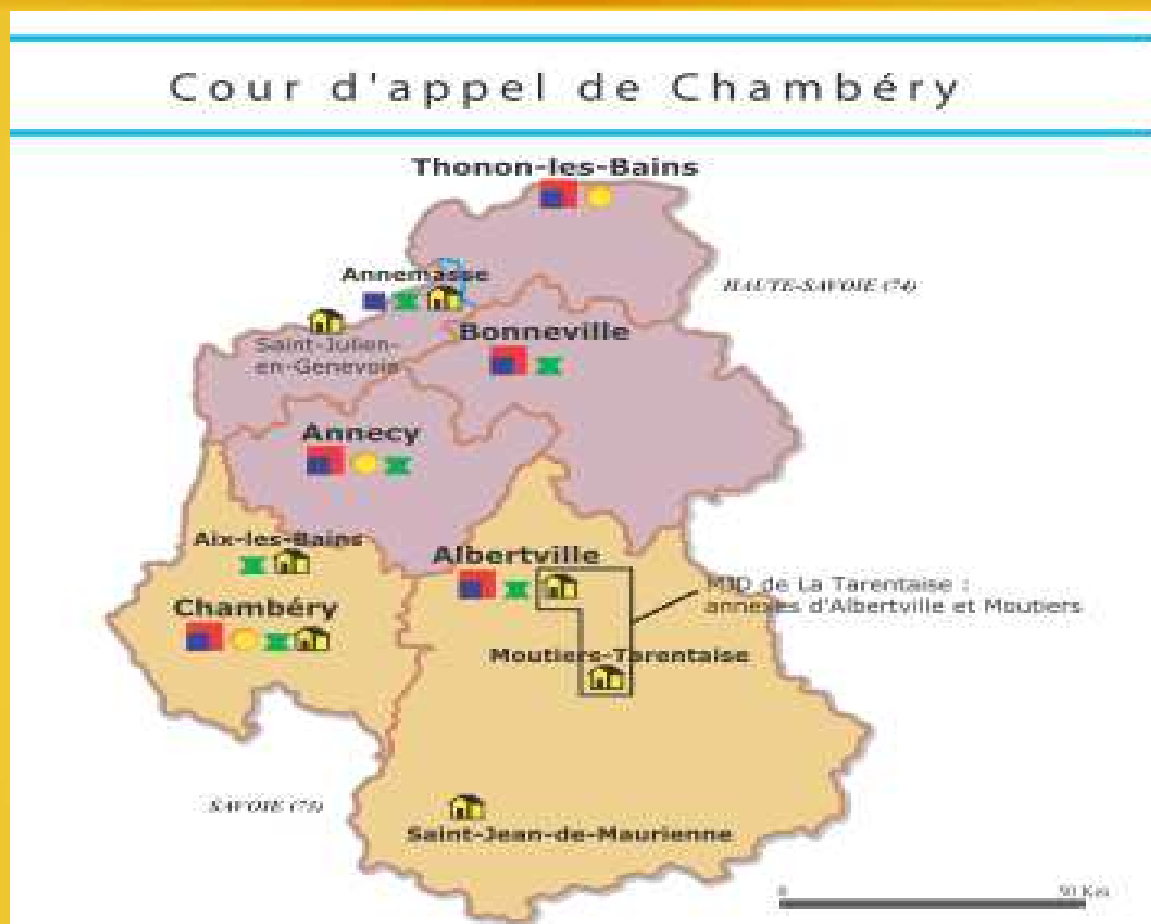 Cour d'appel de Chambéry
Thonon-les-Bains
Annemasse
HAUTE-SAVOIE (74)
Saint-Julien-
en-Genevois
Bonneville
Annecy
Aix-les-Bains
Albertville
MJD de La Tarentaise :
annexes d'Albertville et Moutiers
Chambéry
Moutiers-Tarentaise
SAVOIE (73)
Saint-Jean-de-Maurienne
0 50 Km